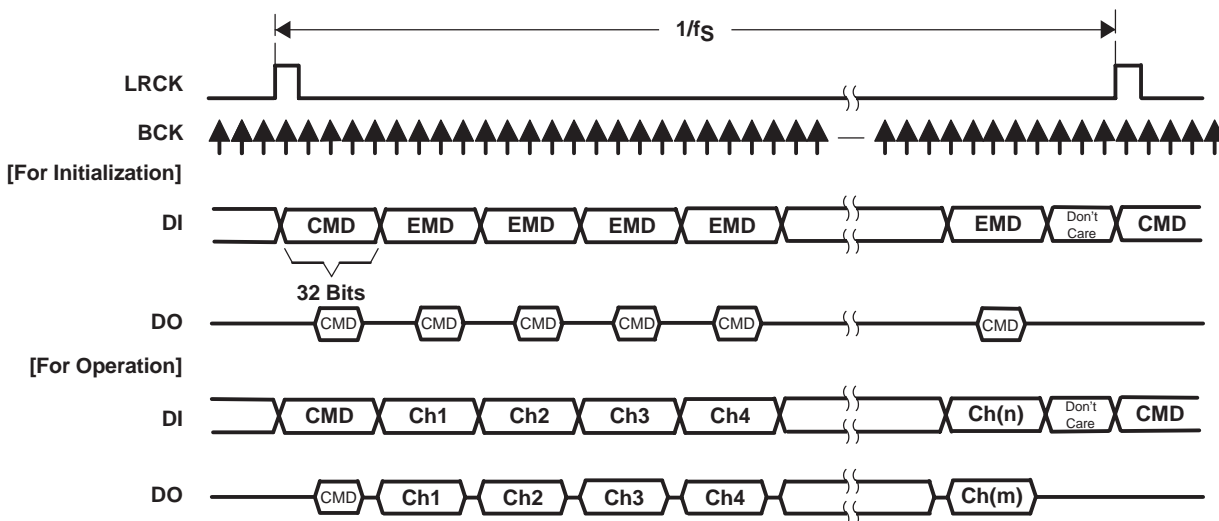 1/fS
LRCK
BCK
[For Initialization]
DI CMD EMD EMD EMD EMD EMD Don't Care CMD
32 Bits
DO CMD CMD CMD CMD CMD CMD
[For Operation]
DI CMD Ch1 Ch2 Ch3 Ch4 Ch(n) Don't Care CMD
DO CMD Ch1 Ch2 Ch3 Ch4 Ch(m)